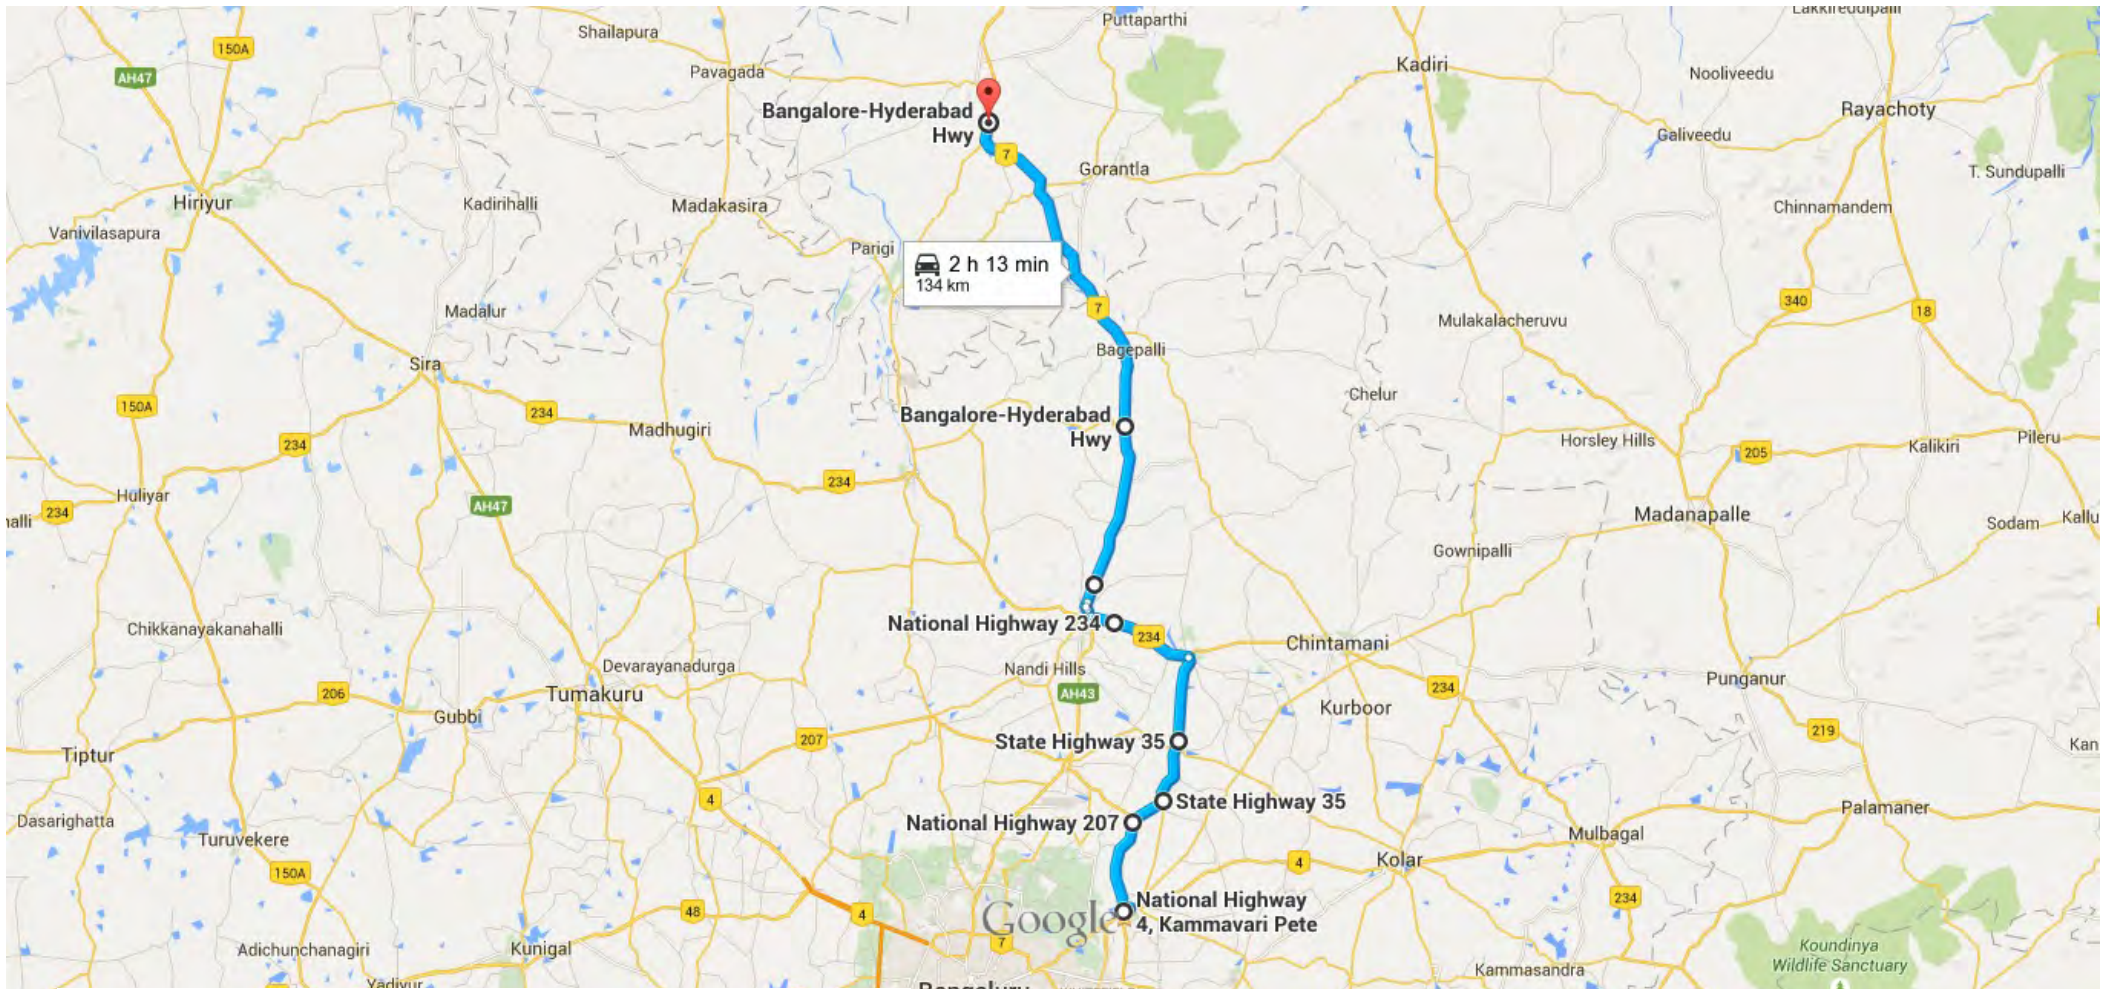 Puttaparthi
Lakkireddipalli
Shailapura
150A
AH47
Pavagada
Kadiri
Nooliveedu
Bangalore-Hyderabad
Hwy
Rayachoty
Galiveedu
7
Gorantla
T. Sundupalli
Hiriyur
Kadirihalli
Madakasira
Chinnamandem
Vanivilasapura
Parigi
2 h 13 min
134 km
340
Madalur
7
18
Mulakalacheruvu
Bagepalli
Sira
Chelur
150A
234
Bangalore-Hyderabad
Hwy
Madhugiri
234
Horsley Hills
205
Kalikiri
Pileru
234
Huliyar
AH47
234
alli
Madanapalle
Sodam
Kallu
Gownipalli
National Highway 234
234
Chikkanayakanahalli
Chintamani
Devarayanadurga
Nandi Hills
Tumakuru
206
AH43
234
Punganur
Gubbi
Kurboor
219
207
State Highway 35
Kan
Tiptur
4
State Highway 35
Palamaner
Dasarighatta
National Highway 207
Mulbagal
Turuvekere
4
Kolar
150A
234
48
4
Google
National Highway
4, Kammavari Pete
7
Adichunchanagiri
Kunigal
Koundinya
Wildlife Sanctuary
Kammasandra
Yadiyur
Bengaluru